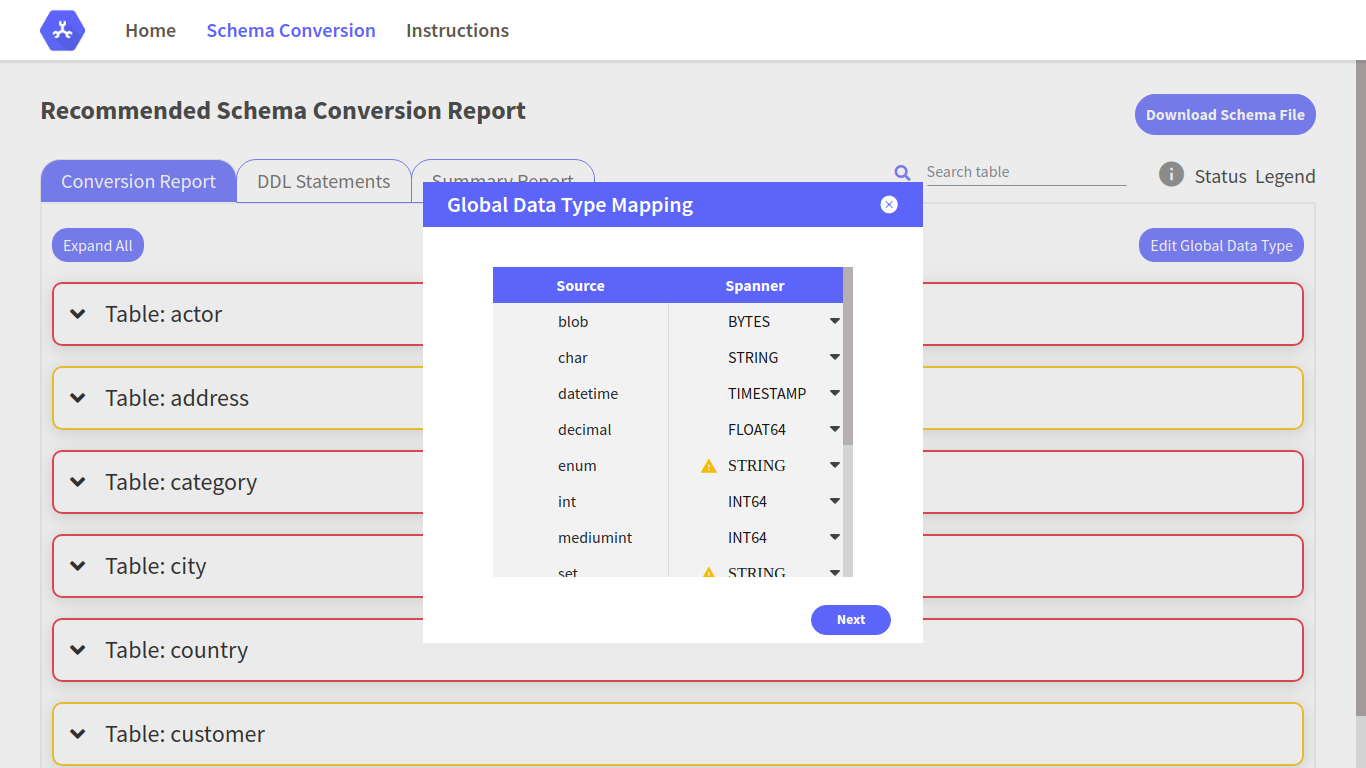 Home Schema Conversion Instructions
Recommended Schema Conversion Report
Download Schema File
Conversion Report DDL Statements Summary Report
Search table
Status Legend
Global Data Type Mapping
Expand All
Edit Global Data Type
Source Spanner
blob BYTES
char STRING
datetime TIMESTAMP
decimal FLOAT64
enum STRING
int INT64
mediumint INT64
set STRING
Next
Table: actor
Table: address
Table: category
Table: city
Table: country
Table: customer